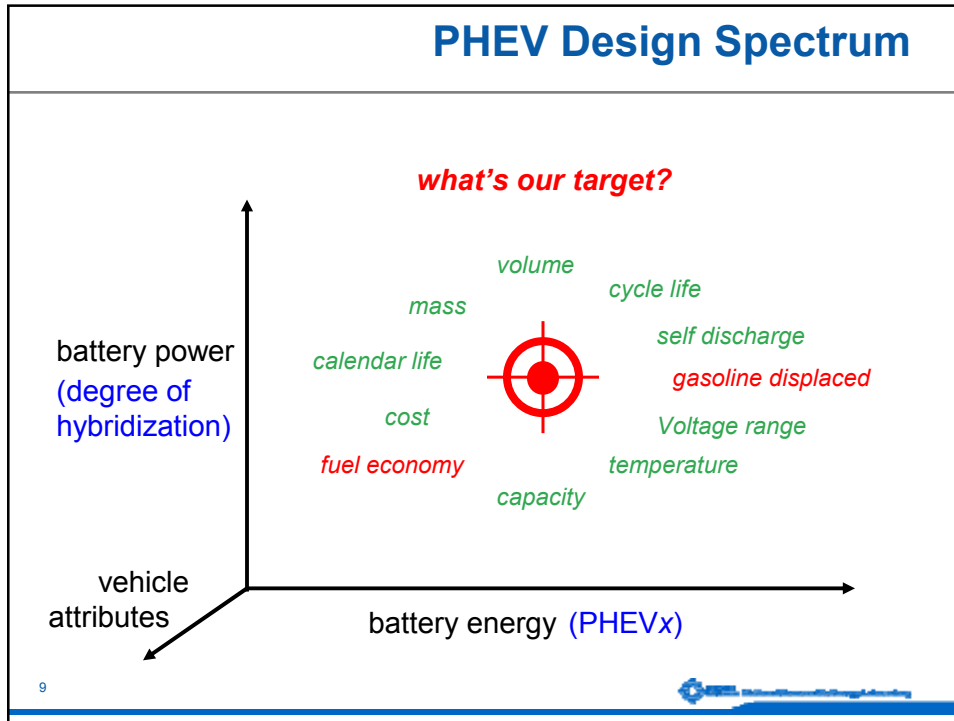 PHEV Design Spectrum
what's our target?
volume
cycle life
mass
self discharge
battery power
(degree of
hybridization)
calendar life
gasoline displaced
cost
Voltage range
fuel economy
temperature
capacity
vehicle
attributes
battery energy (PHEVx)
9